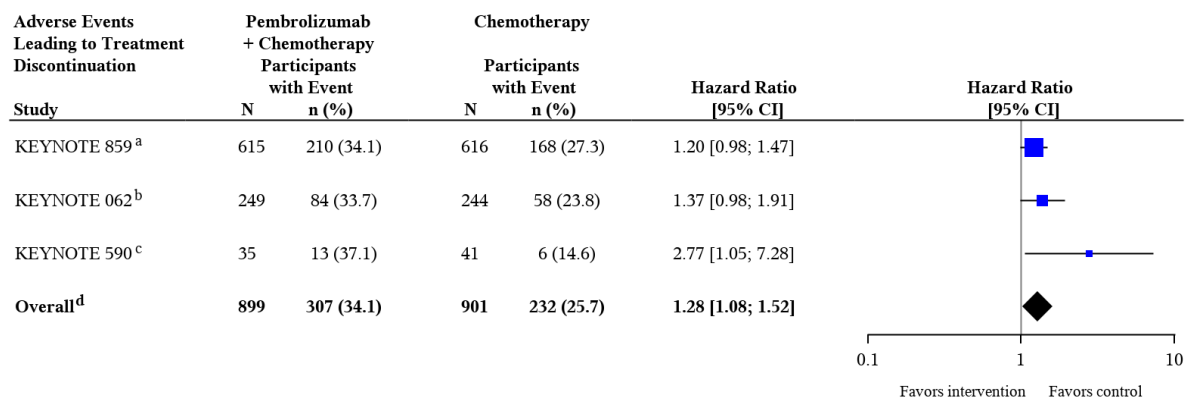 Adverse Events Pembrolizumab Chemotherapy
Leading to Treatment + Chemotherapy
Discontinuation Participants Participants
with Event with Event Hazard Ratio Hazard Ratio
Study N n (%) N n (%) [95% CI] [95% CI]
KEYNOTE 859 a 615 210 (34.1) 616 168 (27.3) 1.20 [0.98; 1.47]
KEYNOTE 062 b 249 84 (33.7) 244 58 (23.8) 1.37 [0.98; 1.91]
KEYNOTE 590 c 35 13 (37.1) 41 6 (14.6) 2.77 [1.05; 7.28]
Overall d 899 307 (34.1) 901 232 (25.7) 1.28 [1.08; 1.52]
0.1 1 10
Favors intervention Favors control